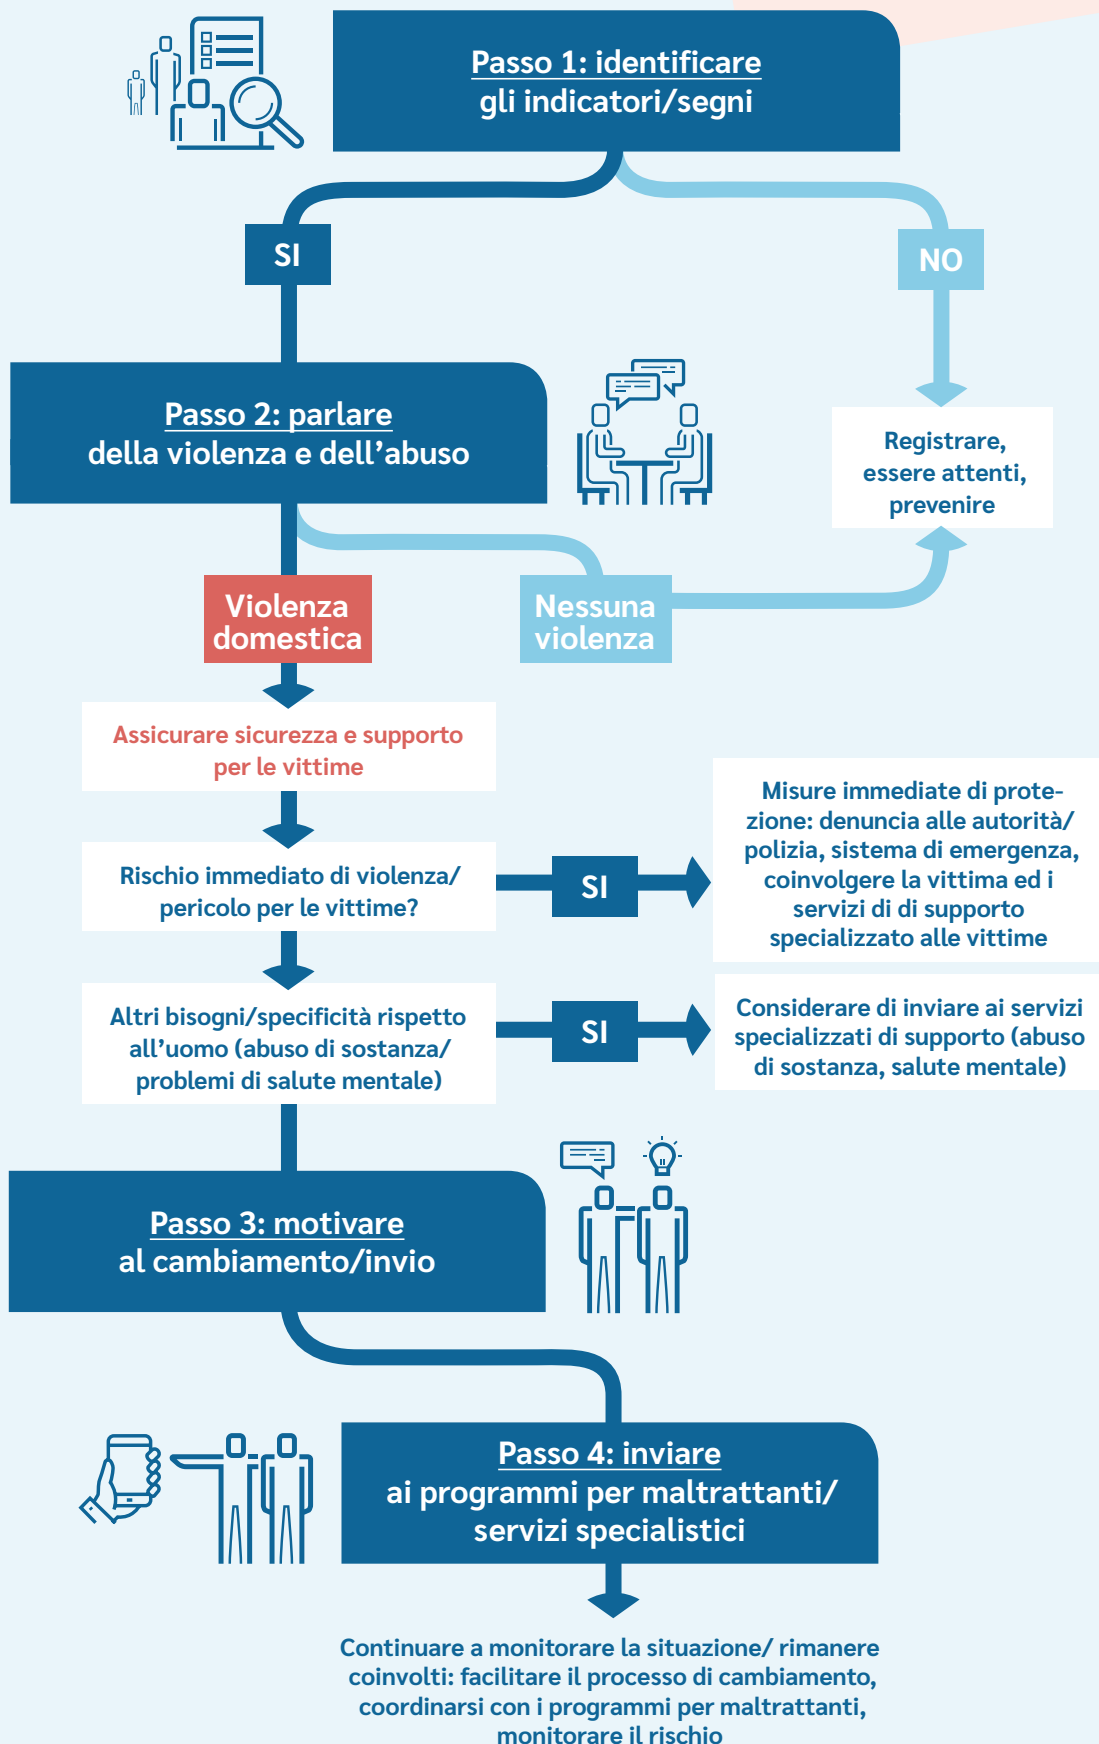 Passo 1: identificare
gli indicatori/segni
SI
NO
Passo 2: parlare
della violenza e dell’abuso
Registrare,
essere attenti,
prevenire
Violenza
domestica
Nessuna
violenza
Assicurare sicurezza e supporto
per le vittime
Rischio immediato di violenza/
pericolo per le vittime?
SI
Misure immediate di prote-
zione: denuncia alle autorità/
polizia, sistema di emergenza,
coinvolgere la vittima ed i
servizi di di supporto
specializzato alle vittime
Altri bisogni/specificità rispetto
all’uomo (abuso di sostanza/
problemi di salute mentale)
SI
Considerare di inviare ai servizi
specializzati di supporto (abuso
di sostanza, salute mentale)
Passo 3: motivare
al cambiamento/invio
Passo 4: inviare
ai programmi per maltrattanti/
servizi specialistici
Continuare a monitorare la situazione/ rimanere
coinvolti: facilitare il processo di cambiamento,
coordinarsi con i programmi per maltrattanti,
monitorare il rischio